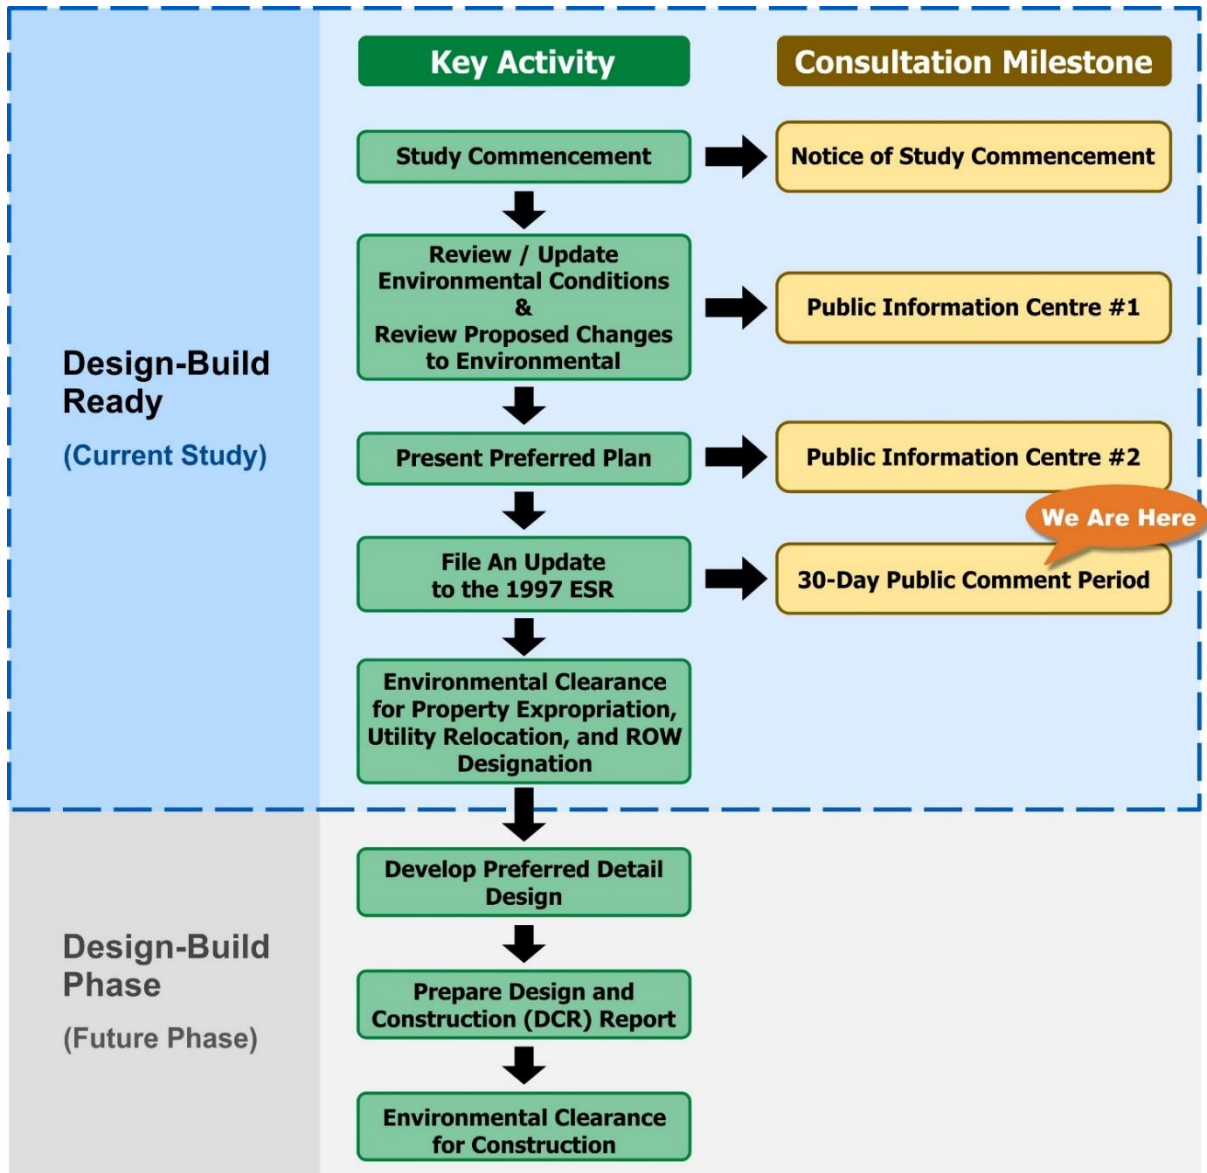 Key Activity
Consultation Milestone
Study Commencement
Notice of Study Commencement
Review / Update
Environmental Conditions
&
Review Proposed Changes
to Environmental
Public Information Centre #1
Design-Build
Ready
(Current Study)
Present Preferred Plan
Public Information Centre #2
We Are Here
File An Update
to the 1997 ESR
30-Day Public Comment Period
Environmental Clearance
for Property Expropriation,
Utility Relocation, and ROW
Designation
Develop Preferred Detail
Design
Design-Build
Phase
(Future Phase)
Prepare Design and
Construction (DCR) Report
Environmental Clearance
for Construction